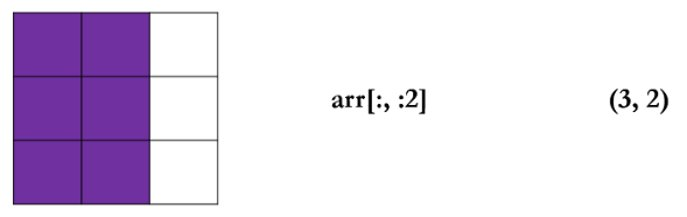 arr[:, :2] (3, 2)